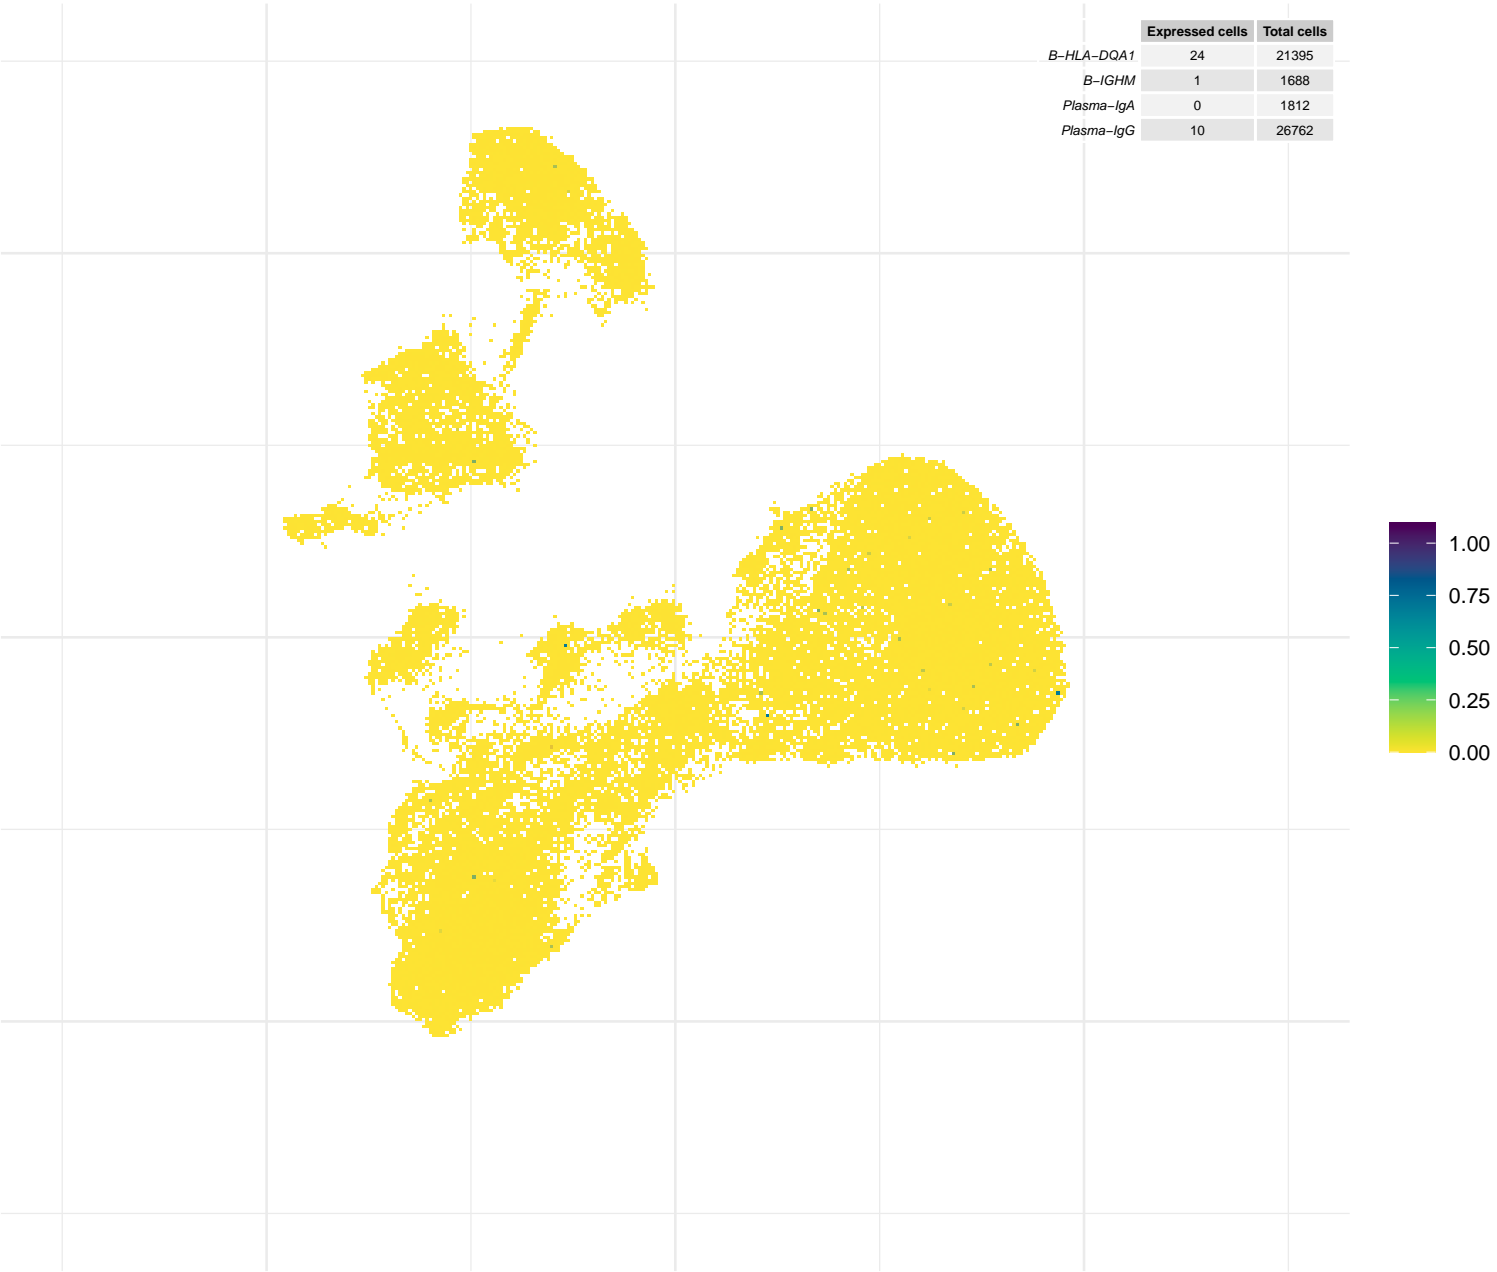 Expressed cells Total cells
B−HLA−DQA1 24 21395
B−IGHM 1 1688
Plasma−IgA 0 1812
Plasma−IgG 10 26762
1.00
0.75
0.50
0.25
0.00